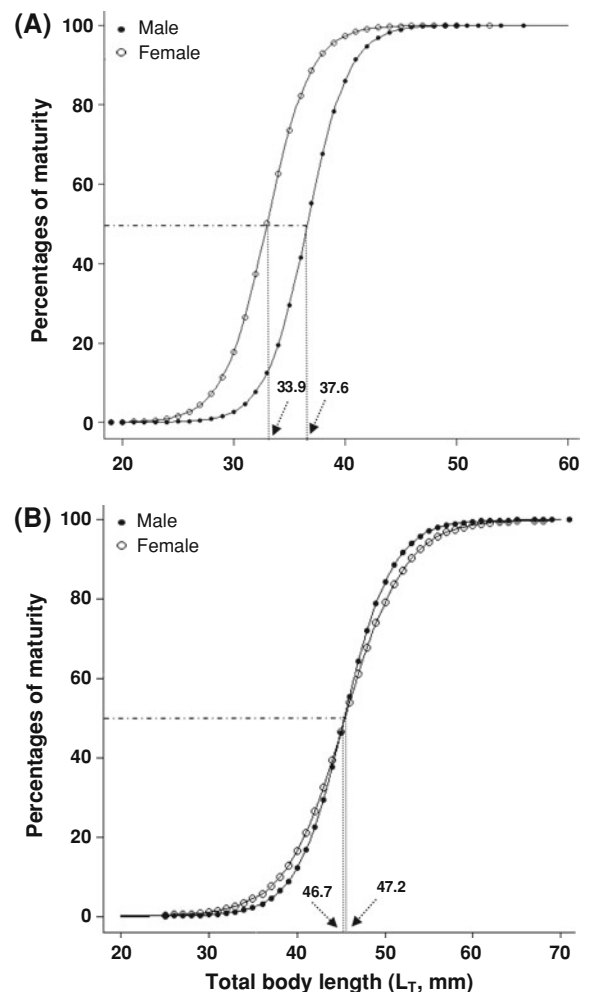 (A)
Male
Female
100
80
60
40
20
0
Percentages of maturity
33.9
37.6
20 30 40 50 60
(B)
Male
Female
100
80
60
40
20
0
Percentages of maturity
46.7
47.2
20 30 40 50 60 70
Total body length (L_T, mm)